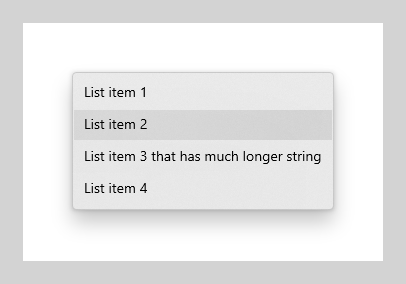 List item 1
List item 2
List item 3 that has much longer string
List item 4